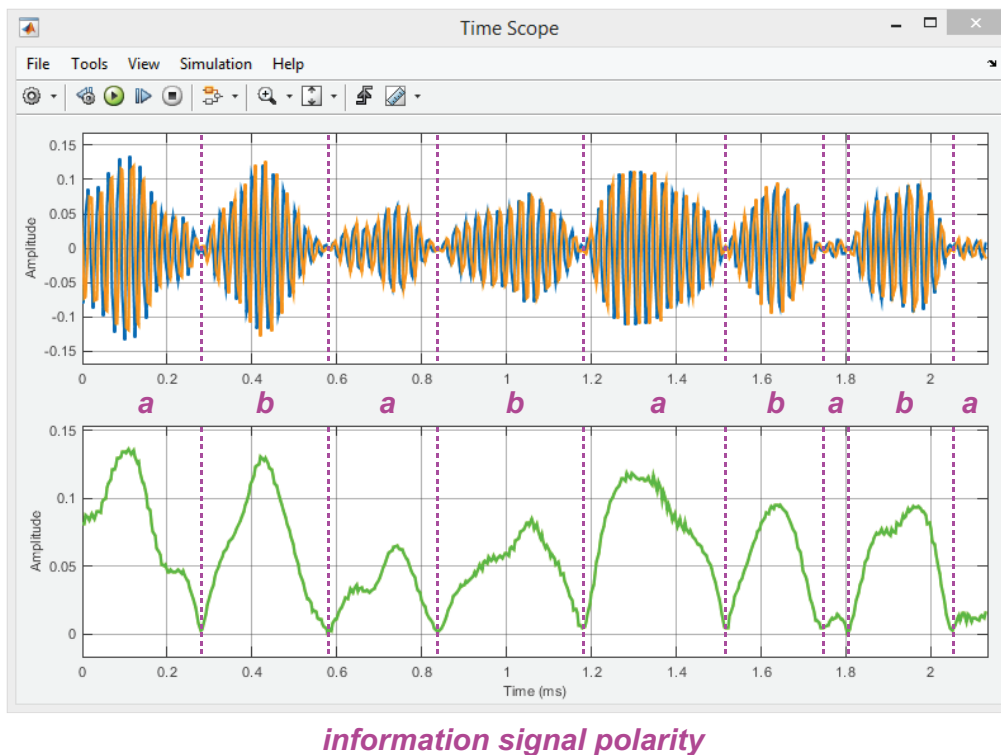 Time Scope
File Tools View Simulation Help
0.15
0.1
0.05
0
-0.05
-0.1
-0.15
Amplitude
0 0.2 0.4 0.6 0.8 1 1.2 1.4 1.6 1.8 2
a b a b a b a b a
0.15
0.1
0.05
0
Amplitude
0 0.2 0.4 0.6 0.8 1 1.2 1.4 1.6 1.8 2
Time (ms)
information signal polarity